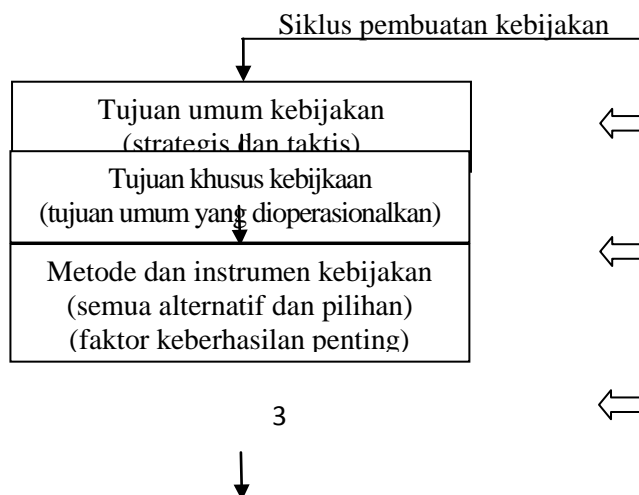 Siklus pembuatan kebijakan
Tujuan umum kebijakan
(strategis dan taktis)
Tujuan khusus kebijkaan
(tujuan umum yang dioperasionalkan)
Metode dan instrumen kebijakan
(semua alternatif dan pilihan)
(faktor keberhasilan penting)
3